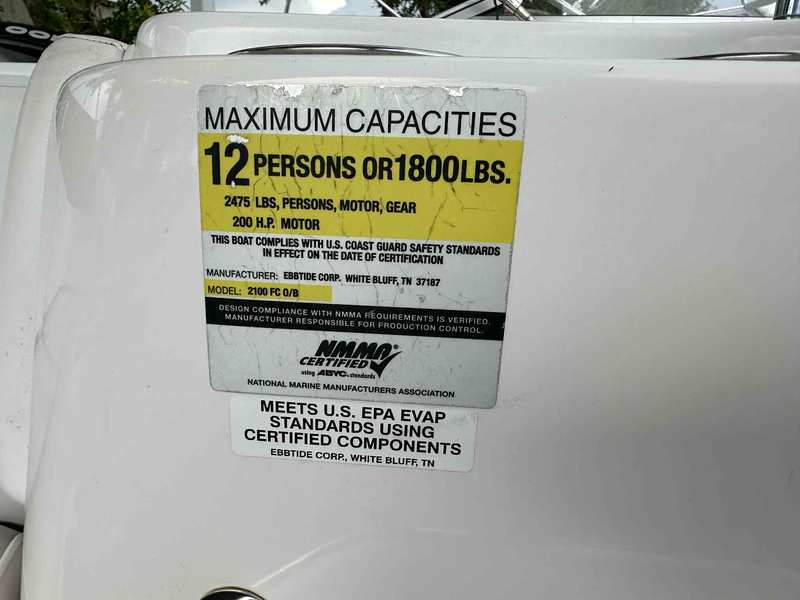 MAXIMUM CAPACITIES
12 PERSONS OR 1800 LBS.
2475 LBS, PERSONS, MOTOR, GEAR
200 H.P. MOTOR
THIS BOAT COMPLIES WITH U.S. COAST GUARD SAFETY STANDARDS
IN EFFECT ON THE DATE OF CERTIFICATION
MANUFACTURER: EBBTIDE CORP. WHITE BLUFF, TN 37187
MODEL: 2100 FC O/B
DESIGN COMPLIANCE WITH NMMA REQUIREMENTS IS VERIFIED.
MANUFACTURER RESPONSIBLE FOR PRODUCTION CONTROL.
NMMA®
CERTIFIED
using ABYC standards
NATIONAL MARINE MANUFACTURERS ASSOCIATION
MEETS U.S. EPA EVAP
STANDARDS USING
CERTIFIED COMPONENTS
EBBTIDE CORP., WHITE BLUFF, TN